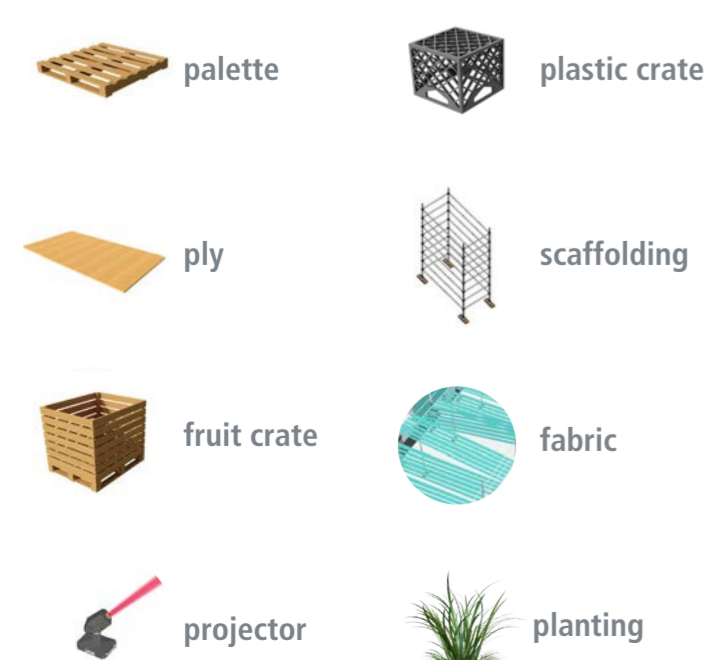 palette
plastic crate
ply
scaffolding
fruit crate
fabric
projector
planting